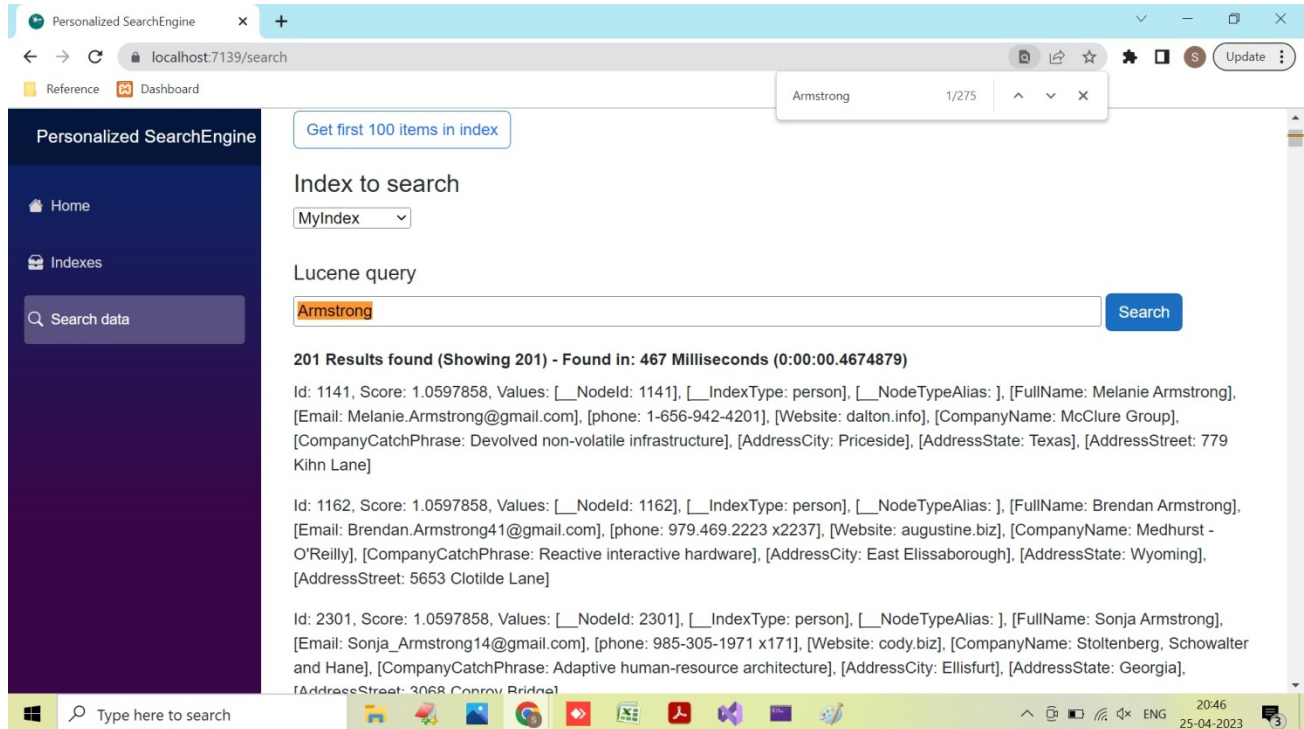 Personalized SearchEngine
localhost:7139/search
Update
Reference Dashboard
Armstrong 1/275
Personalized SearchEngine
Home
Indexes
Search data
Get first 100 items in index
Index to search
MyIndex
Lucene query
Armstrong Search
201 Results found (Showing 201) - Found in: 467 Milliseconds (0:00:00.4674879)
Id: 1141, Score: 1.0597858, Values: [__NodeId: 1141], [__IndexType: person], [__NodeTypeAlias: ], [FullName: Melanie Armstrong],
[Email: Melanie.Armstrong@gmail.com], [phone: 1-656-942-4201], [Website: dalton.info], [CompanyName: McClure Group],
[CompanyCatchPhrase: Devolved non-volatile infrastructure], [AddressCity: Priceside], [AddressState: Texas], [AddressStreet: 779
Kihn Lane]
Id: 1162, Score: 1.0597858, Values: [__NodeId: 1162], [__IndexType: person], [__NodeTypeAlias: ], [FullName: Brendan Armstrong],
[Email: Brendan.Armstrong41@gmail.com], [phone: 979.469.2223 x2237], [Website: augustine.biz], [CompanyName: Medhurst -
O'Reilly], [CompanyCatchPhrase: Reactive interactive hardware], [AddressCity: East Elissaborough], [AddressState: Wyoming],
[AddressStreet: 5653 Clotilde Lane]
Id: 2301, Score: 1.0597858, Values: [__NodeId: 2301], [__IndexType: person], [__NodeTypeAlias: ], [FullName: Sonja Armstrong],
[Email: Sonja_Armstrong14@gmail.com], [phone: 985-305-1971 x171], [Website: cody.biz], [CompanyName: Stoltenberg, Schowalter
and Hane], [CompanyCatchPhrase: Adaptive human-resource architecture], [AddressCity: Ellisfurt], [AddressState: Georgia],
[AddressStreet: 3068 Conroy Bridge]
Type here to search
ENG
20:46
25-04-2023
3